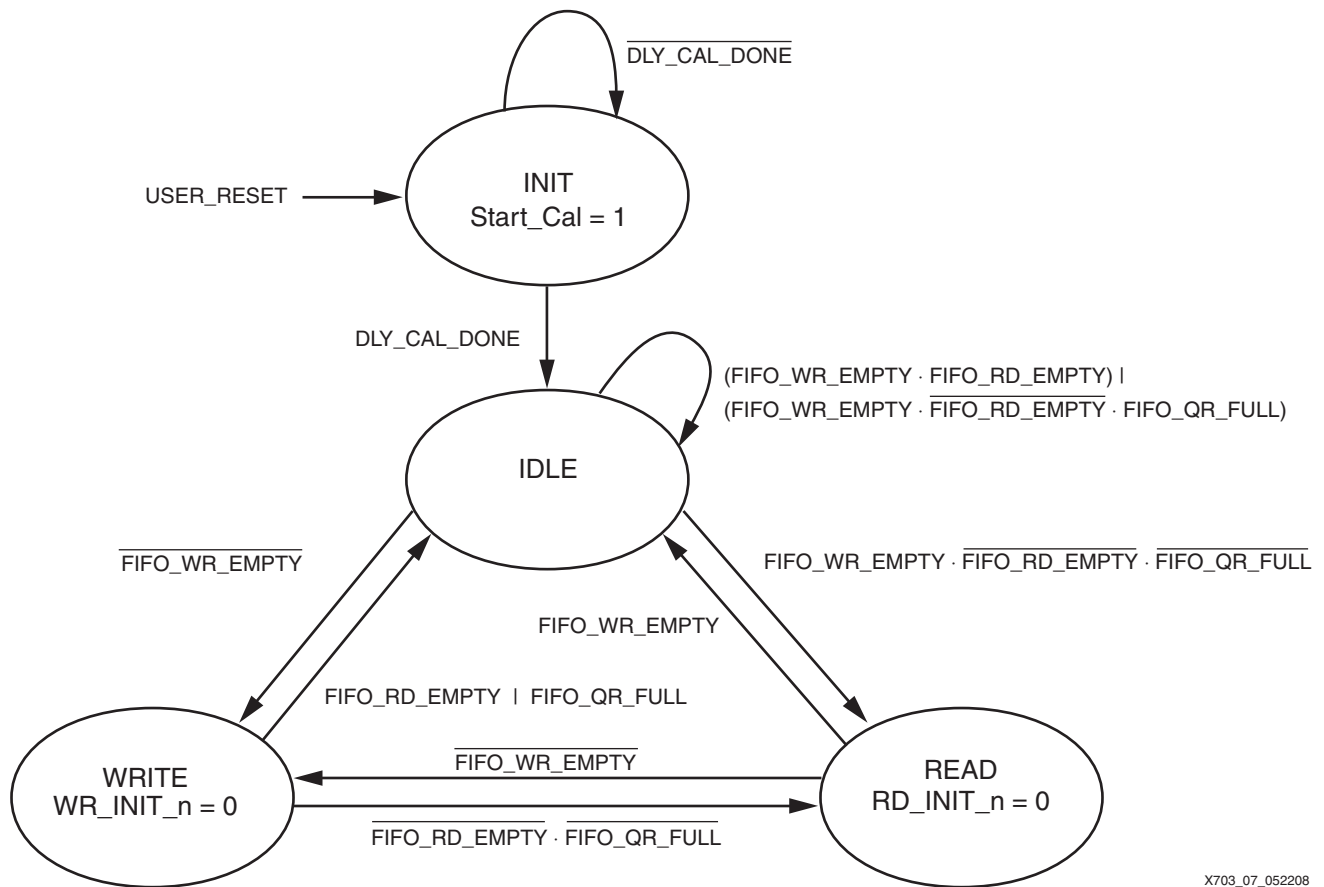 DLY_CAL_DONE
INIT
USER_RESET
Start_Cal = 1
DLY_CAL_DONE
(FIFO_WR_EMPTY · FIFO_RD_EMPTY) |
(FIFO_WR_EMPTY · FIFO_RD_EMPTY · FIFO_QR_FULL)
IDLE
FIFO_WR_EMPTY
FIFO_WR_EMPTY · FIFO_RD_EMPTY · FIFO_QR_FULL
FIFO_WR_EMPTY
FIFO_RD_EMPTY | FIFO_QR_FULL
FIFO_WR_EMPTY
WRITE
WR_INIT_n = 0
READ
RD_INIT_n = 0
FIFO_RD_EMPTY · FIFO_QR_FULL
X703_07_052208